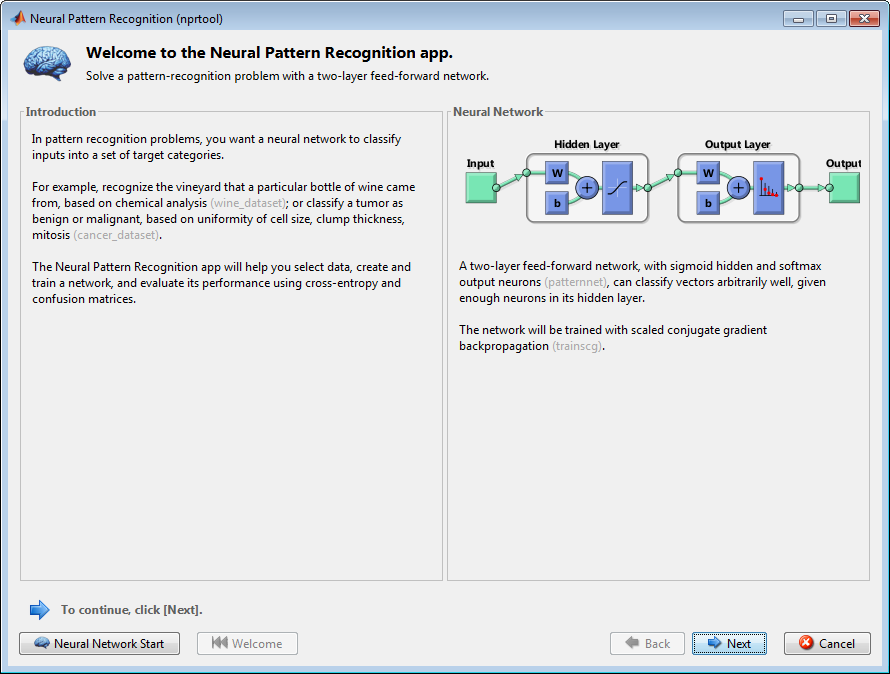 Neural Pattern Recognition (nprtool)
Welcome to the Neural Pattern Recognition app.
Solve a pattern-recognition problem with a two-layer feed-forward network.
Introduction
In pattern recognition problems, you want a neural network to classify
inputs into a set of target categories.
For example, recognize the vineyard that a particular bottle of wine came
from, based on chemical analysis (wine_dataset); or classify a tumor as
benign or malignant, based on uniformity of cell size, clump thickness,
mitosis (cancer_dataset).
The Neural Pattern Recognition app will help you select data, create and
train a network, and evaluate its performance using cross-entropy and
confusion matrices.
Neural Network
Hidden Layer
Output Layer
Input
Output
W
b
+
W
b
+
A two-layer feed-forward network, with sigmoid hidden and softmax
output neurons (patternnet), can classify vectors arbitrarily well, given
enough neurons in its hidden layer.
The network will be trained with scaled conjugate gradient
backpropagation (trainscg).
To continue, click [Next].
Neural Network Start
Welcome
Back
Next
Cancel